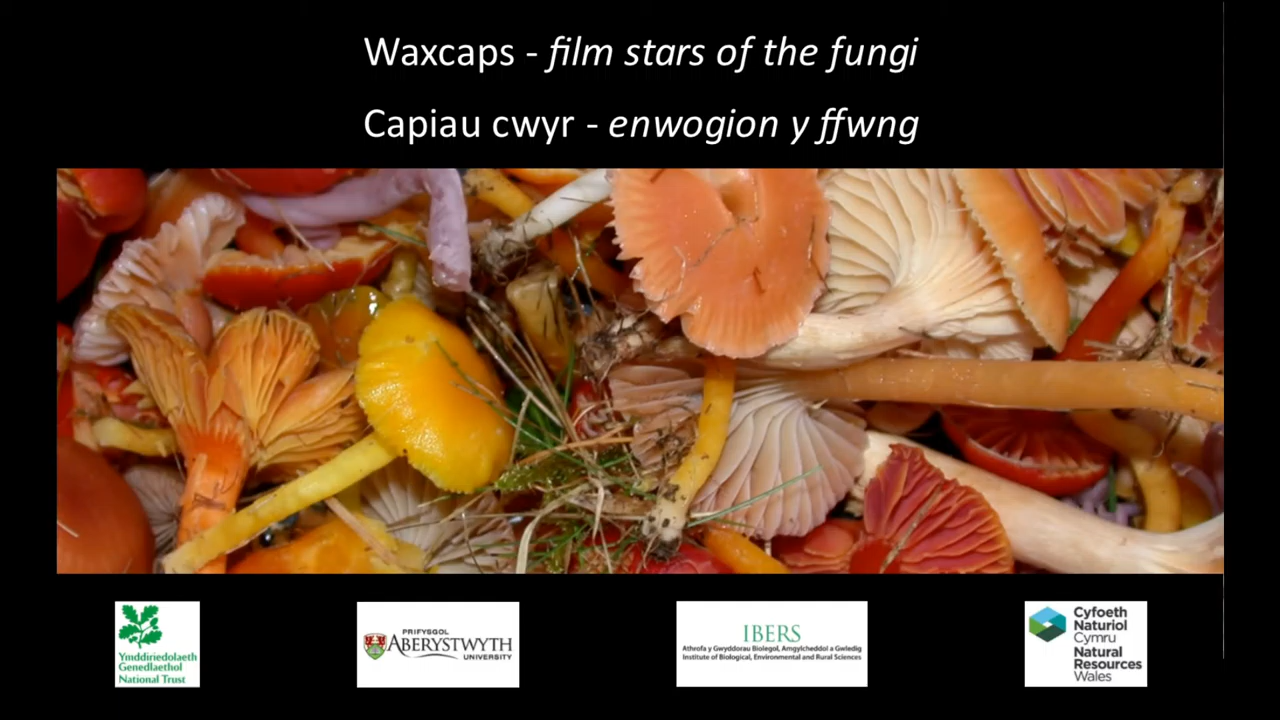 Waxcaps - film stars of the fungi
Capiau cwyr - enwogion y ffwng
Ymddiriedolaeth
Genedlaethol
National Trust
PRIFYSGOL
ABERYSTWYTH
UNIVERSITY
IBERS
Athrofa y Gwyddorau Biolegol, Amgylcheddol a Gwledig
Institute of Biological, Environmental and Rural Sciences
Cyfoeth
Naturiol
Cymru
Natural
Resources
Wales